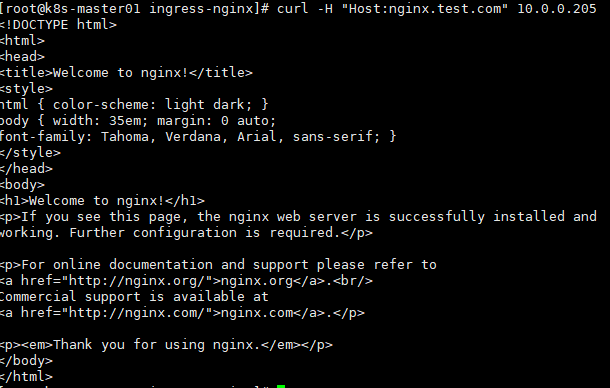 [root@k8s-master01 ingress-nginx]# curl -H "Host:nginx.test.com" 10.0.0.205
<!DOCTYPE html>
<html>
<head>
<title>Welcome to nginx!</title>
<style>
html { color-scheme: light dark; }
body { width: 35em; margin: 0 auto;
font-family: Tahoma, Verdana, Arial, sans-serif; }
</style>
</head>
<body>
<h1>Welcome to nginx!</h1>
<p>If you see this page, the nginx web server is successfully installed and
working. Further configuration is required.</p>

<p>For online documentation and support please refer to
<a href="http://nginx.org/">nginx.org</a>.<br/>
Commercial support is available at
<a href="http://nginx.com/">nginx.com</a>.</p>

<p><em>Thank you for using nginx.</em></p>
</body>
</html>